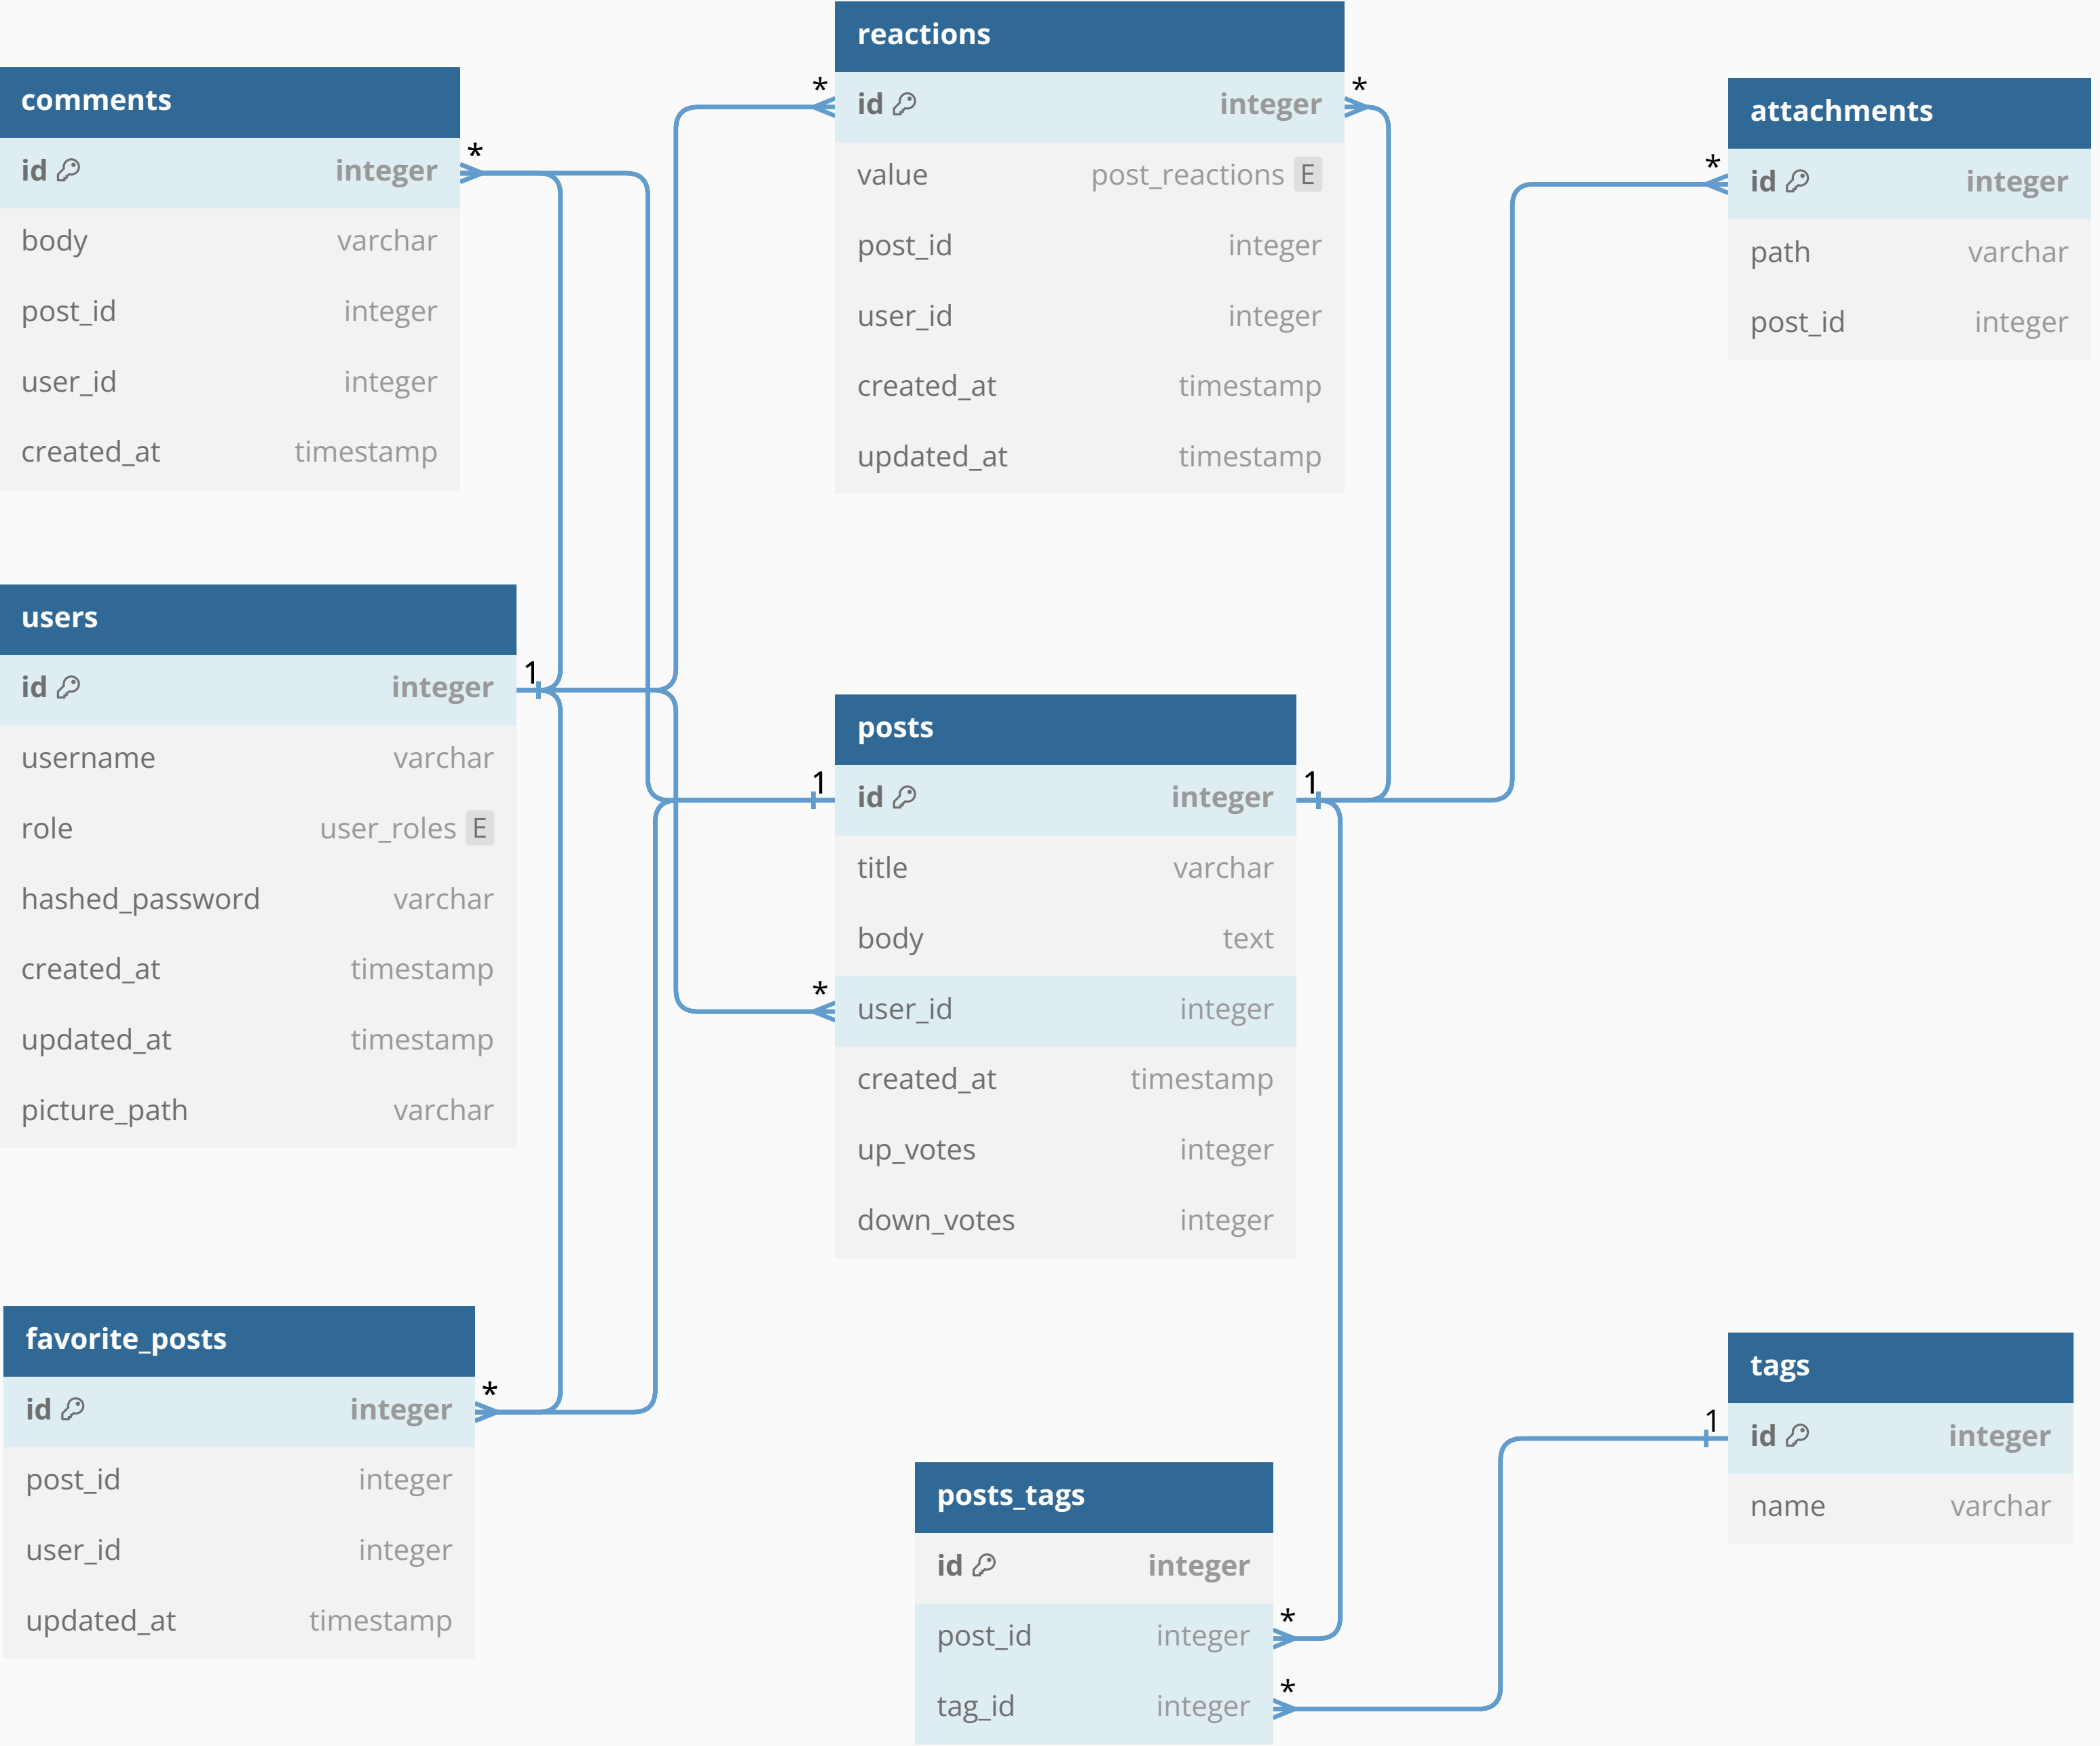 comments
id integer
body varchar
post_id integer
user_id integer
created_at timestamp
*
reactions
id integer
value post_reactions E
post_id integer
user_id integer
created_at timestamp
updated_at timestamp
*
*
attachments
id integer
path varchar
post_id integer
*
users
id integer
username varchar
role user_roles E
hashed_password varchar
created_at timestamp
updated_at timestamp
picture_path varchar
1
posts
id integer
title varchar
body text
user_id integer
created_at timestamp
up_votes integer
down_votes integer
1
1
*
favorite_posts
id integer
post_id integer
user_id integer
updated_at timestamp
*
posts_tags
id integer
post_id integer
tag_id integer
*
*
tags
id integer
name varchar
1